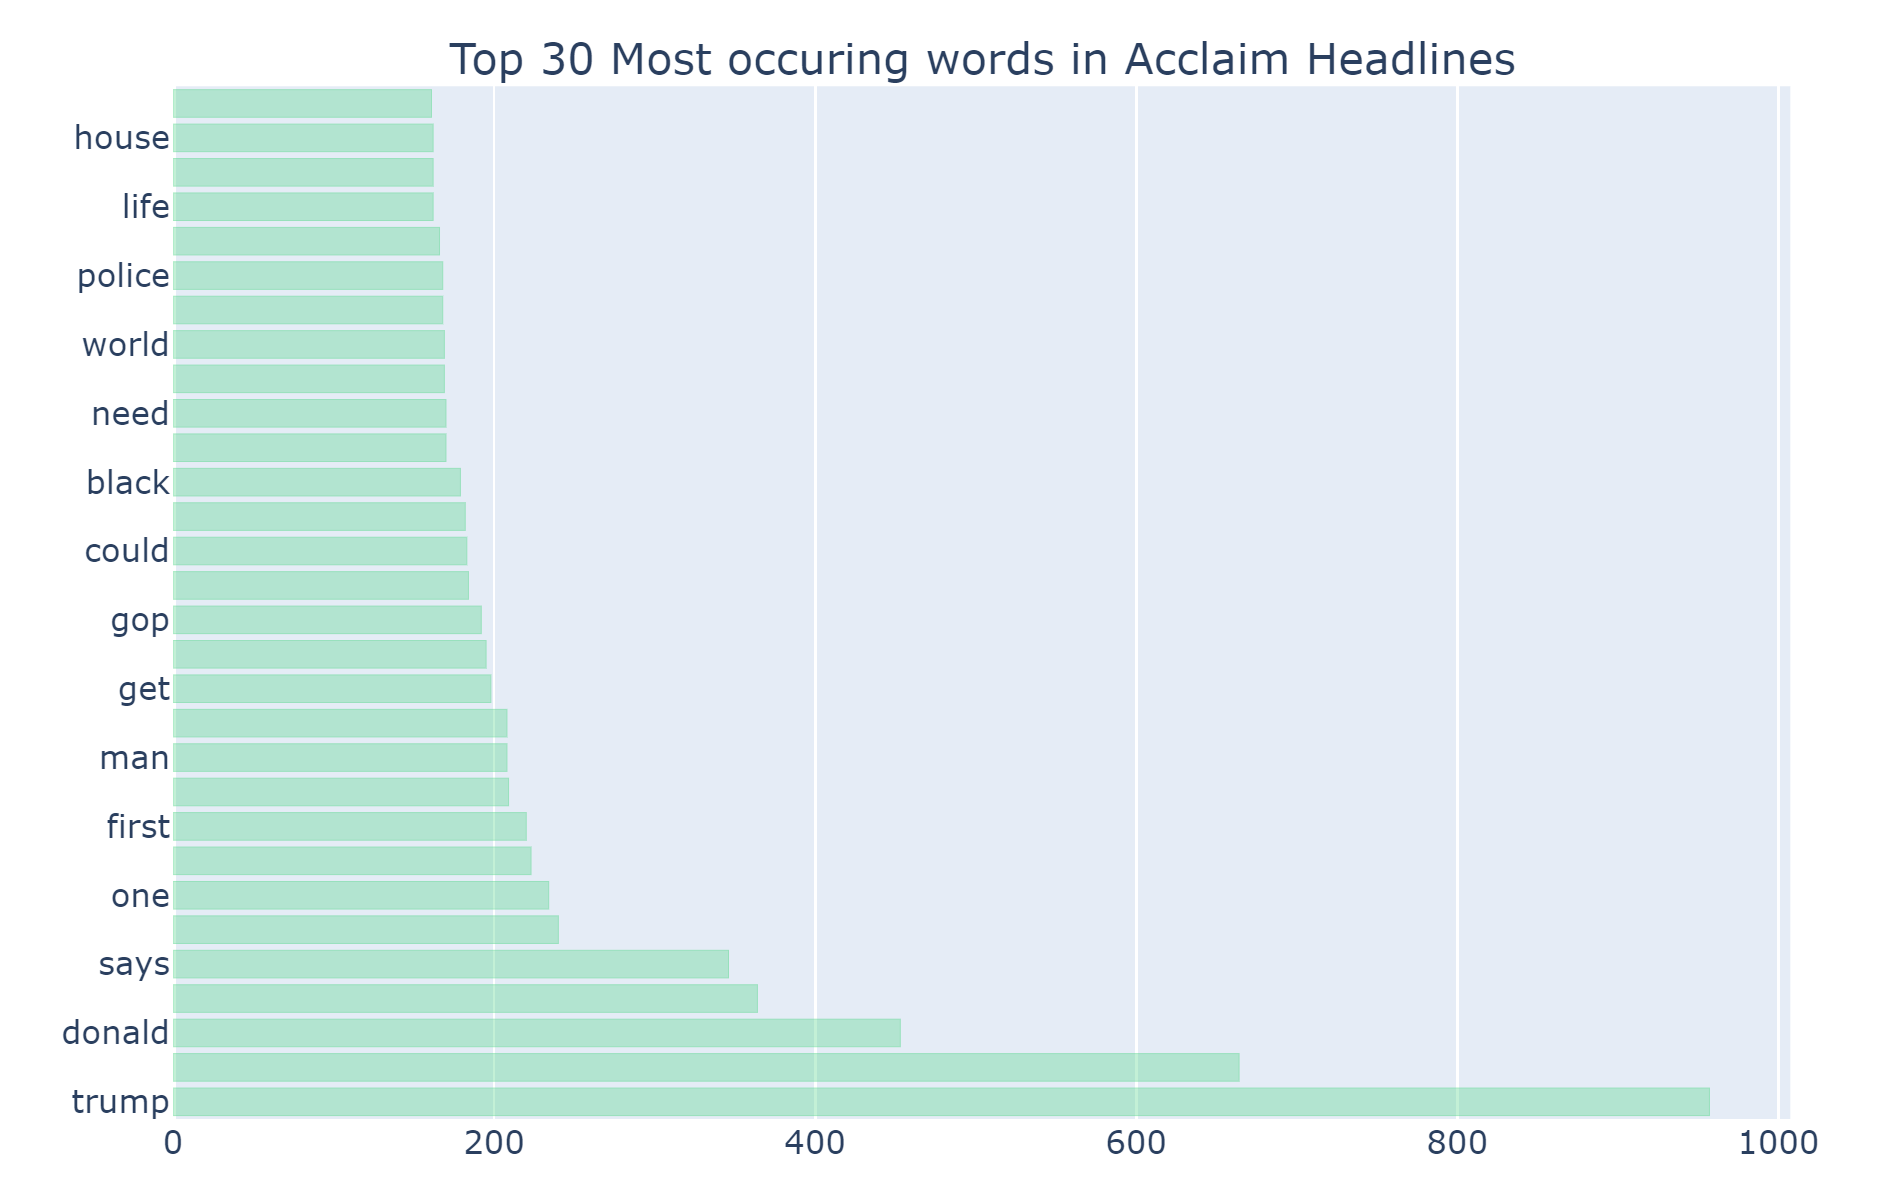 Top 30 Most occuring words in Acclaim Headlines
house
life
police
world
need
black
could
gop
get
man
first
one
says
donald
trump
0 200 400 600 800 1000